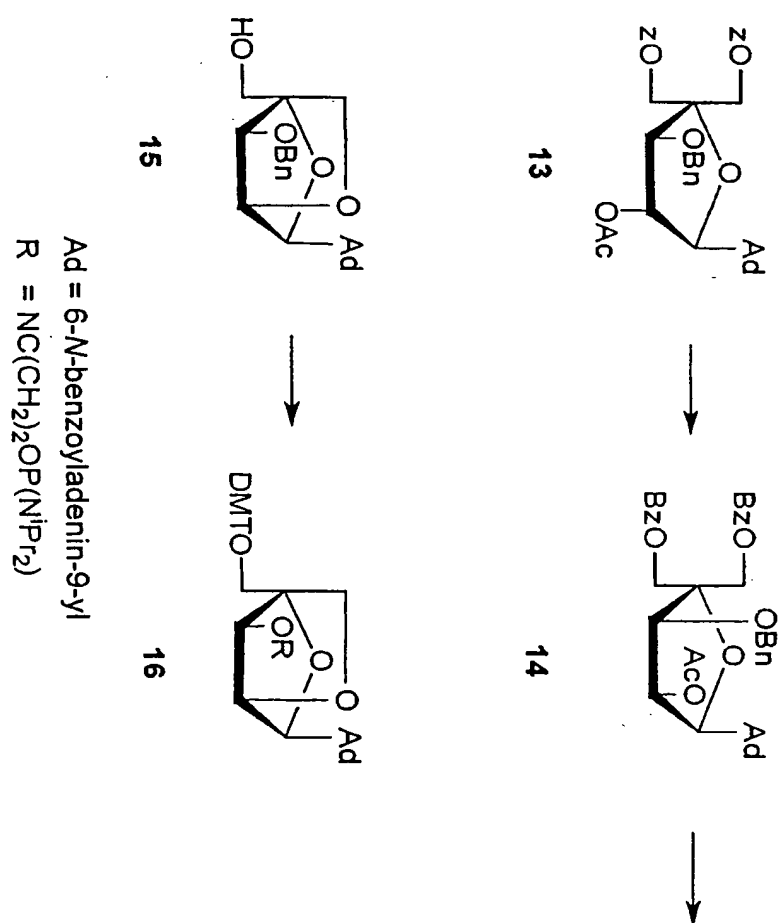 zO
zO
O
OBn
OAc
Ad
13
BzO
BzO
OBn
O
AcO
Ad
14
HO
OBn
O
O
Ad
15
DMTO
OR
O
O
Ad
16
Ad = 6-N-benzoyladenin-9-yl
R = NC(CH₂)₂OP(NⁱPr₂)